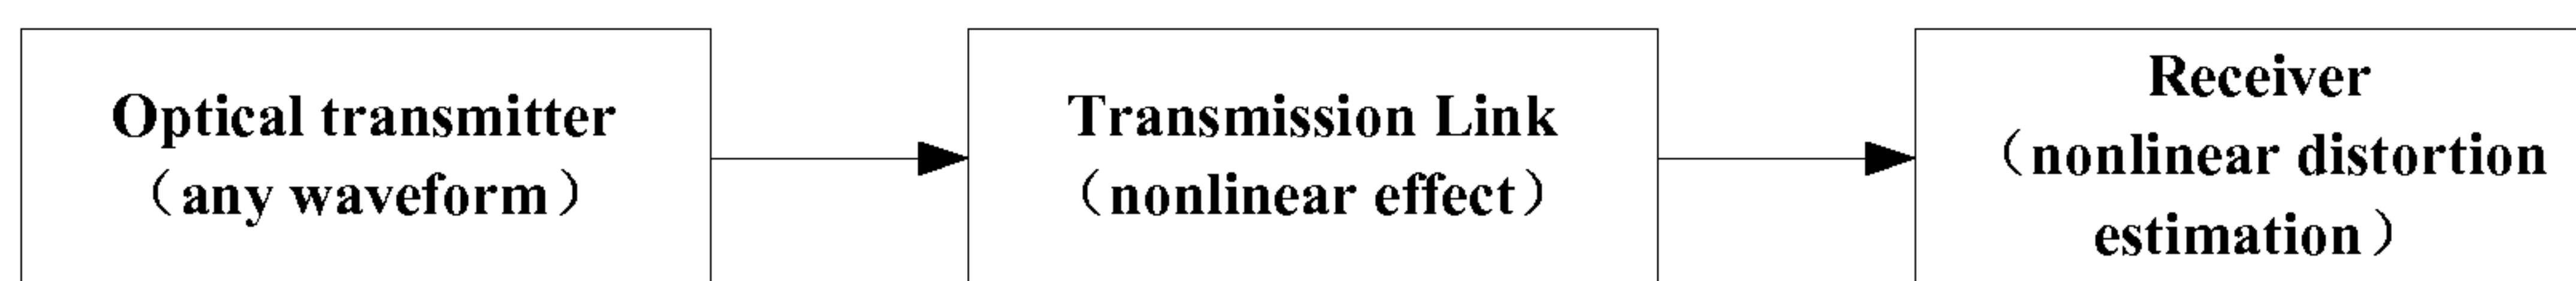 Optical transmitter
（any waveform）
Transmission Link
（nonlinear effect）
Receiver
（nonlinear distortion
estimation）